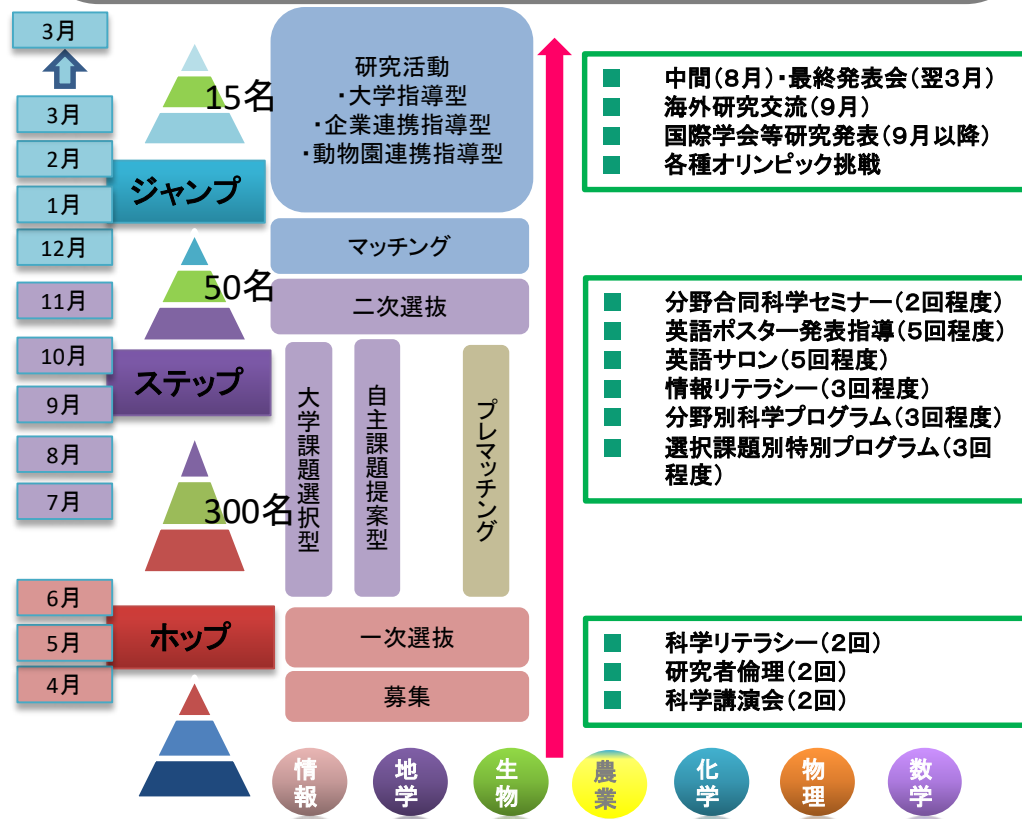 3月
3月
2月
1月
12月
11月
10月
9月
8月
7月
6月
5月
4月
15名
ジャンプ
50名
ステップ
300名
ホップ
研究活動
・大学指導型
・企業連携指導型
・動物園連携指導型
マッチング
二次選抜
大学課題選択型
自主課題提案型
プレマッチング
一次選抜
募集
中間（8月）・最終発表会（翌3月）
海外研究交流（9月）
国際学会等研究発表（9月以降）
各種オリンピック挑戦
分野合同科学セミナー（2回程度）
英語ポスター発表指導（5回程度）
英語サロン（5回程度）
情報リテラシー（3回程度）
分野別科学プログラム（3回程度）
選択課題別特別プログラム（3回
程度）
科学リテラシー（2回）
研究者倫理（2回）
科学講演会（2回）
情報
地学
生物
農業
化学
物理
数学